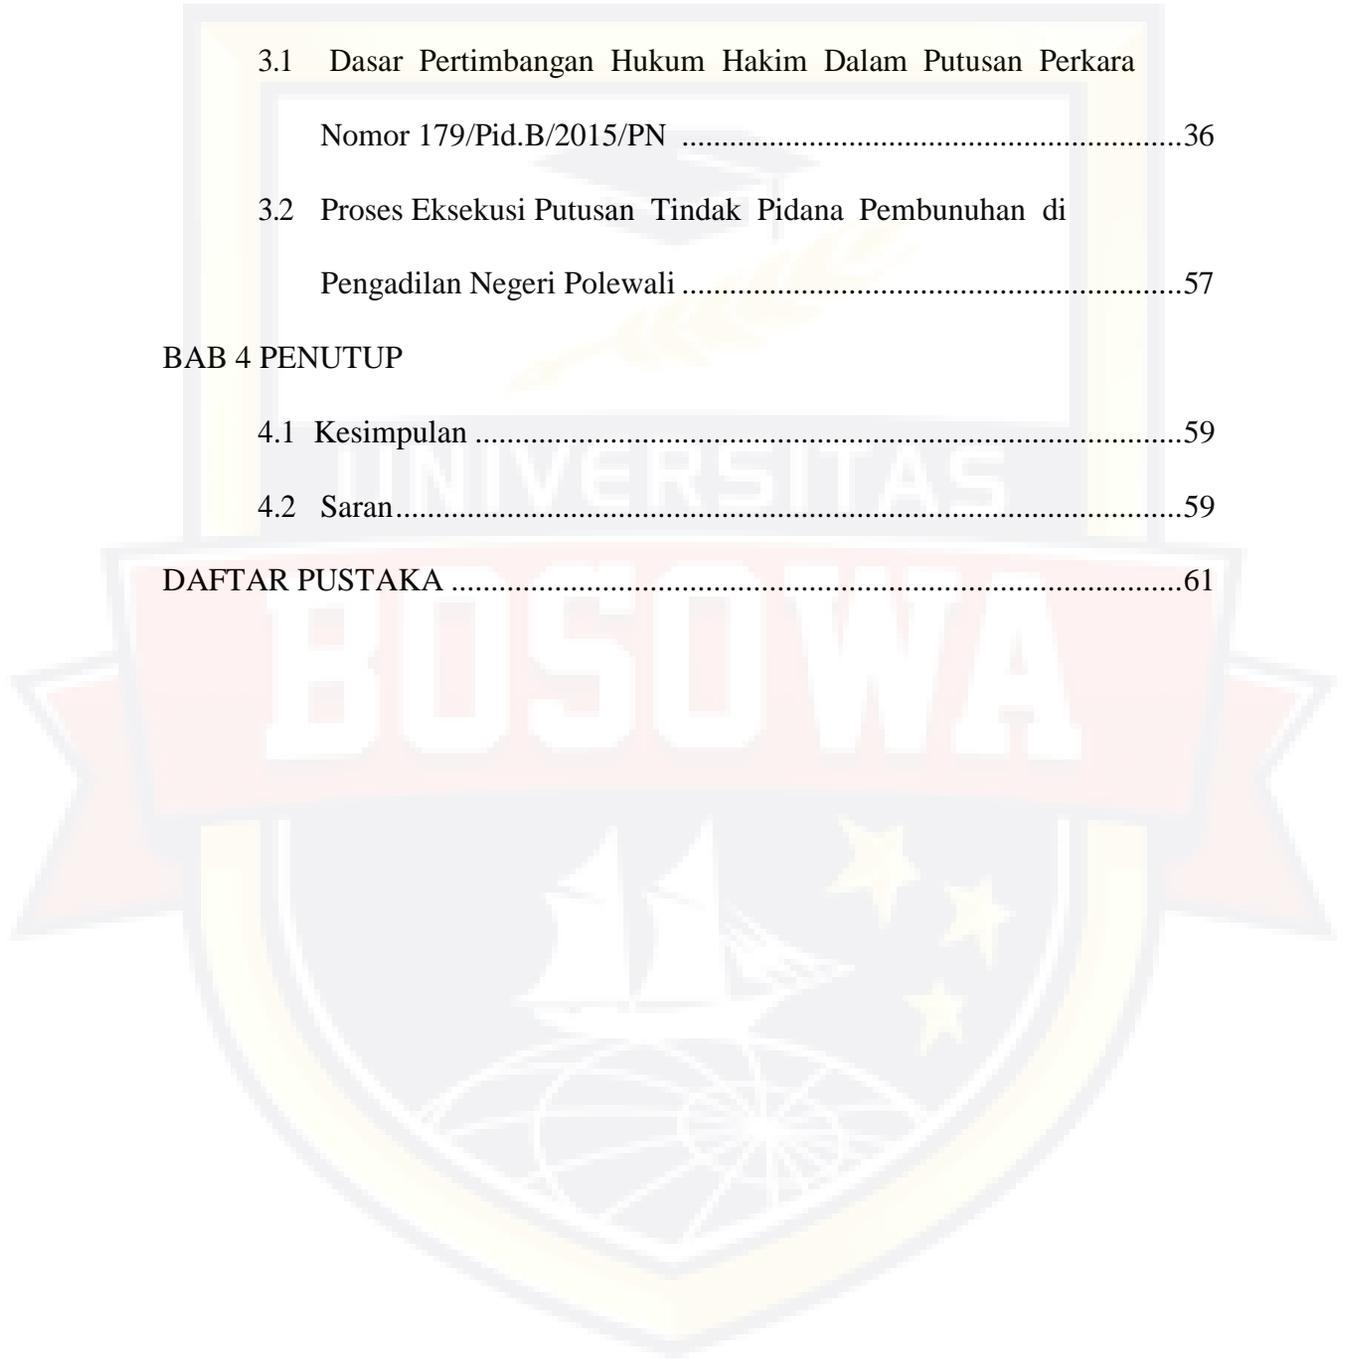 3.1 Dasar Pertimbangan Hukum Hakim Dalam Putusan Perkara
Nomor 179/Pid.B/2015/PN ................................................................36
3.2 Proses Eksekusi Putusan Tindak Pidana Pembunuhan di
Pengadilan Negeri Polewali ................................................................57
BAB 4 PENUTUP
4.1 Kesimpulan ..........................................................................................59
4.2 Saran....................................................................................................59
DAFTAR PUSTAKA .............................................................................................61
UNIVERSITAS
BOSOWA